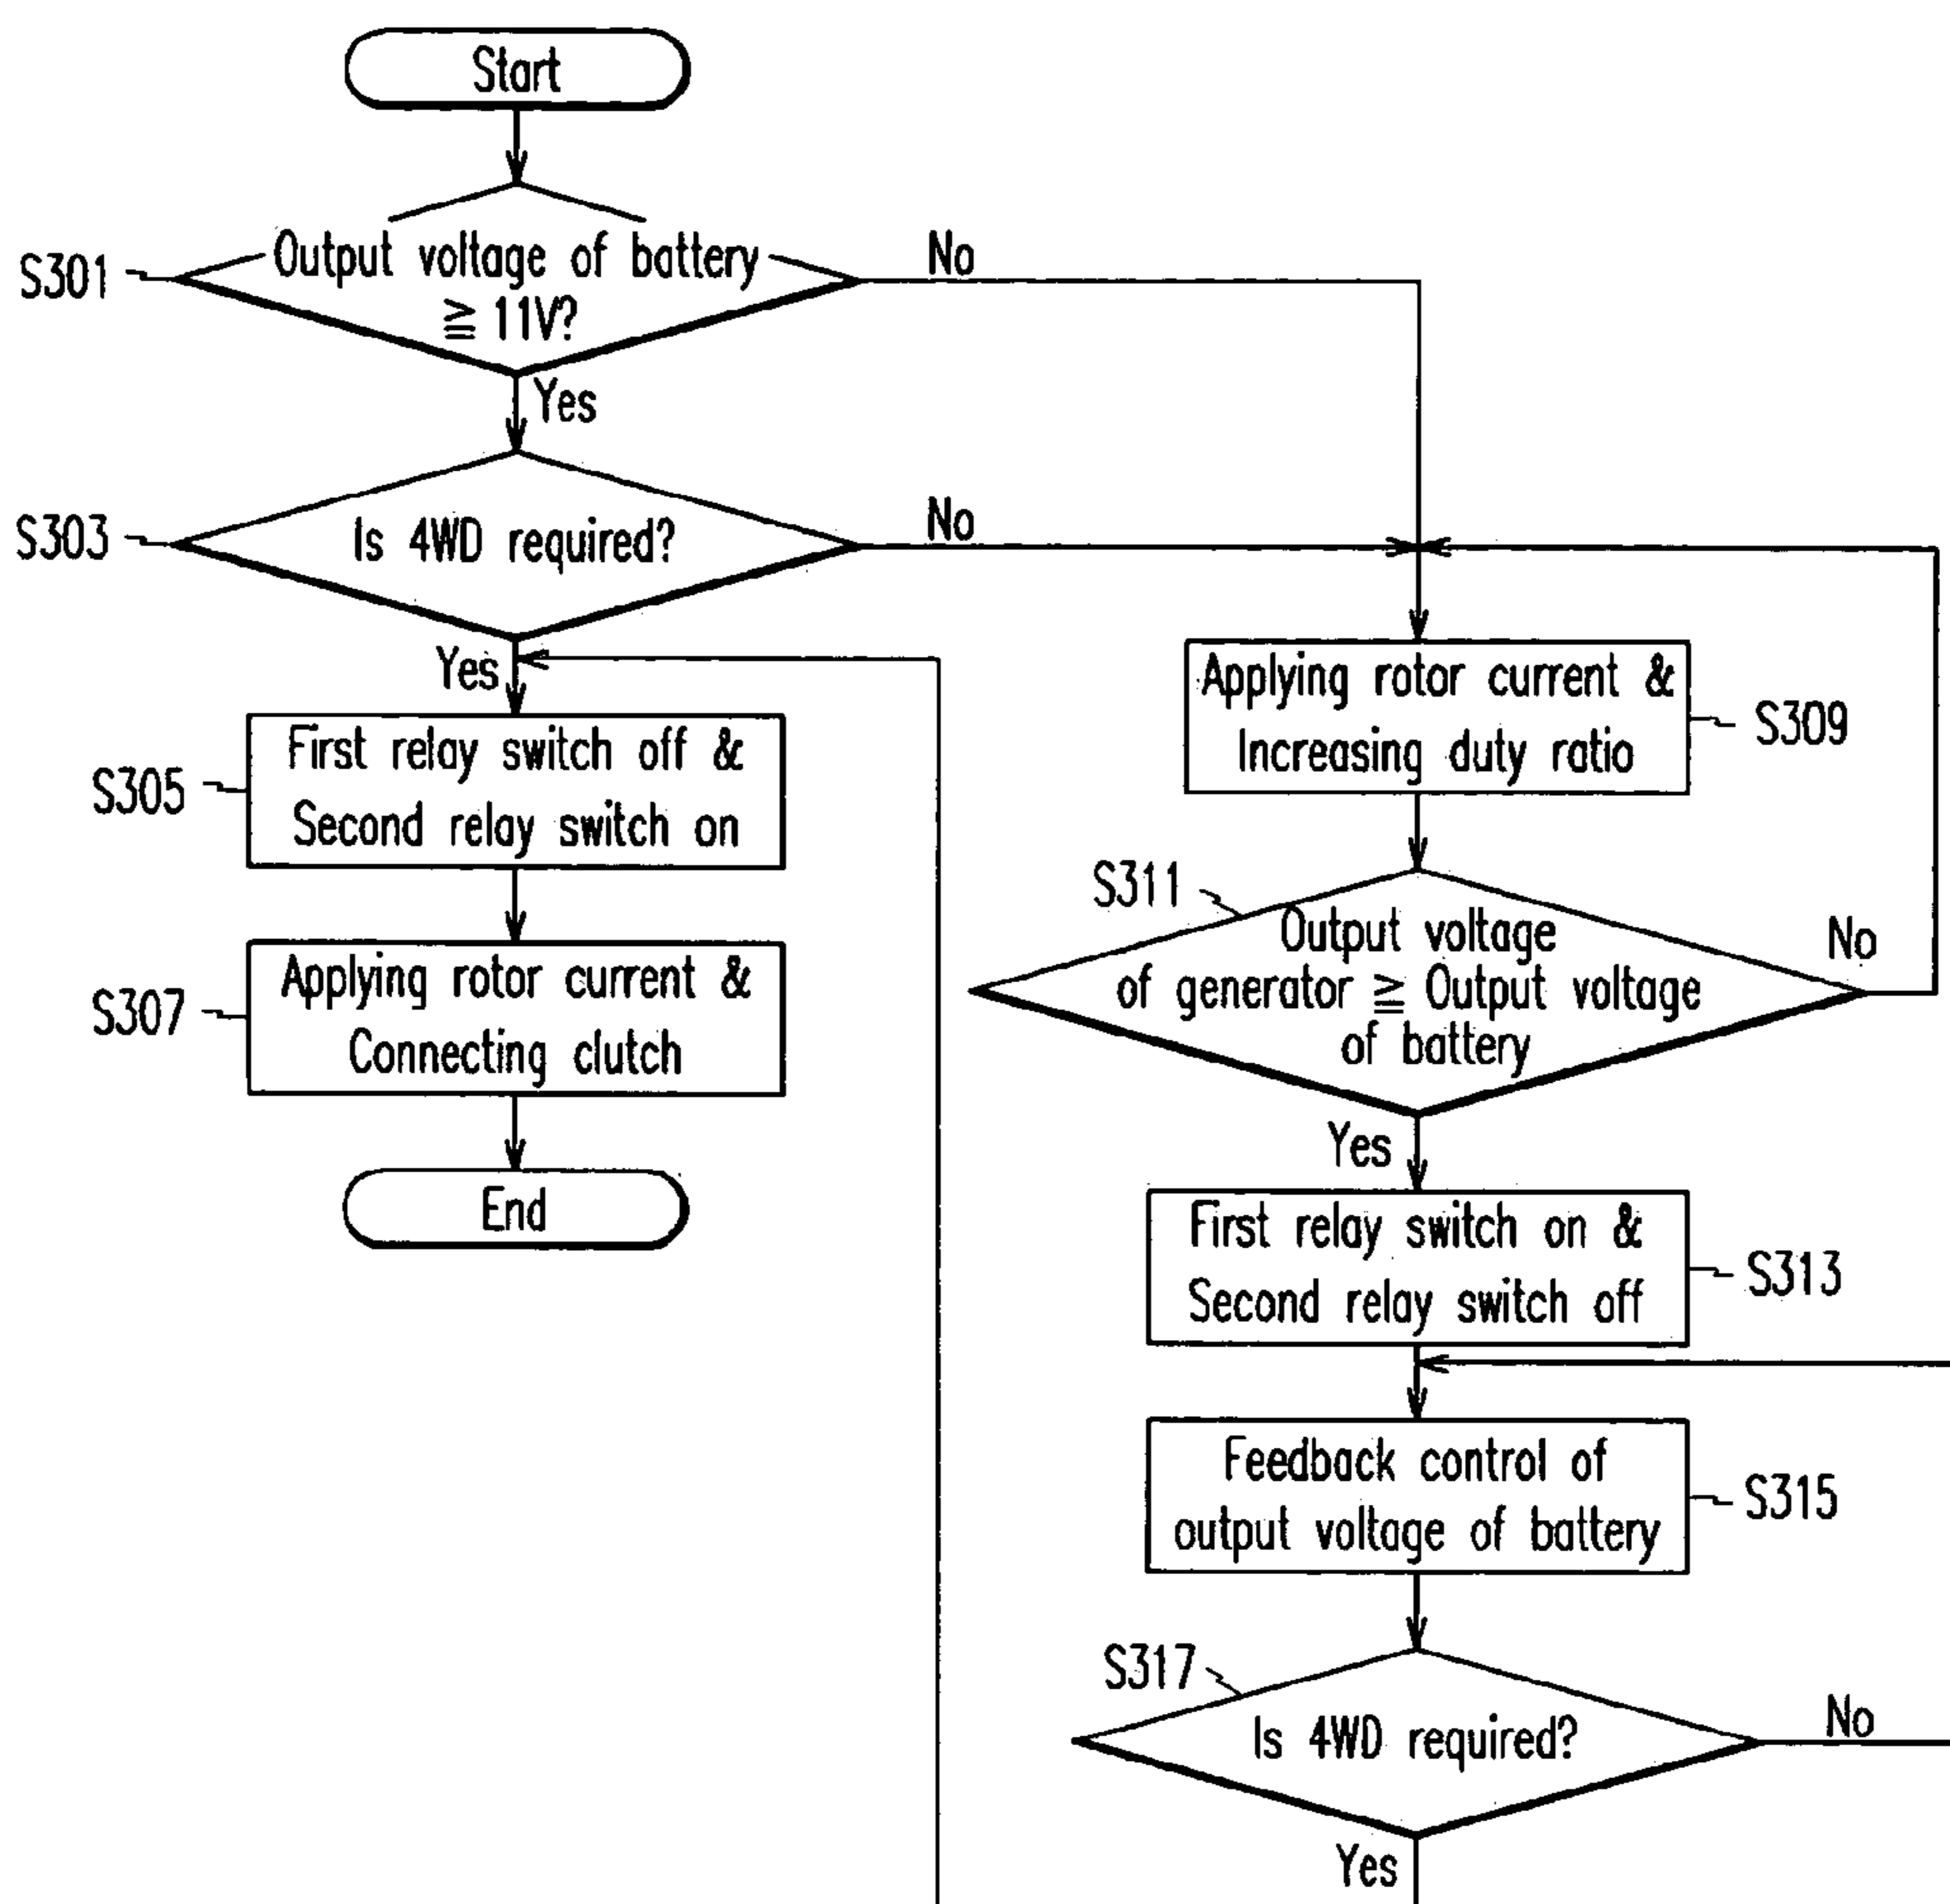 Start
S301
Output voltage of battery
≧ 11V?
No
Yes
S303
Is 4WD required?
No
Yes
S305
First relay switch off &
Second relay switch on
S307
Applying rotor current &
Connecting clutch
End
Applying rotor current &
Increasing duty ratio
S309
S311
Output voltage
of generator ≧ Output voltage
of battery
No
Yes
First relay switch on &
Second relay switch off
S313
Feedback control of
output voltage of battery
S315
S317
Is 4WD required?
No
Yes